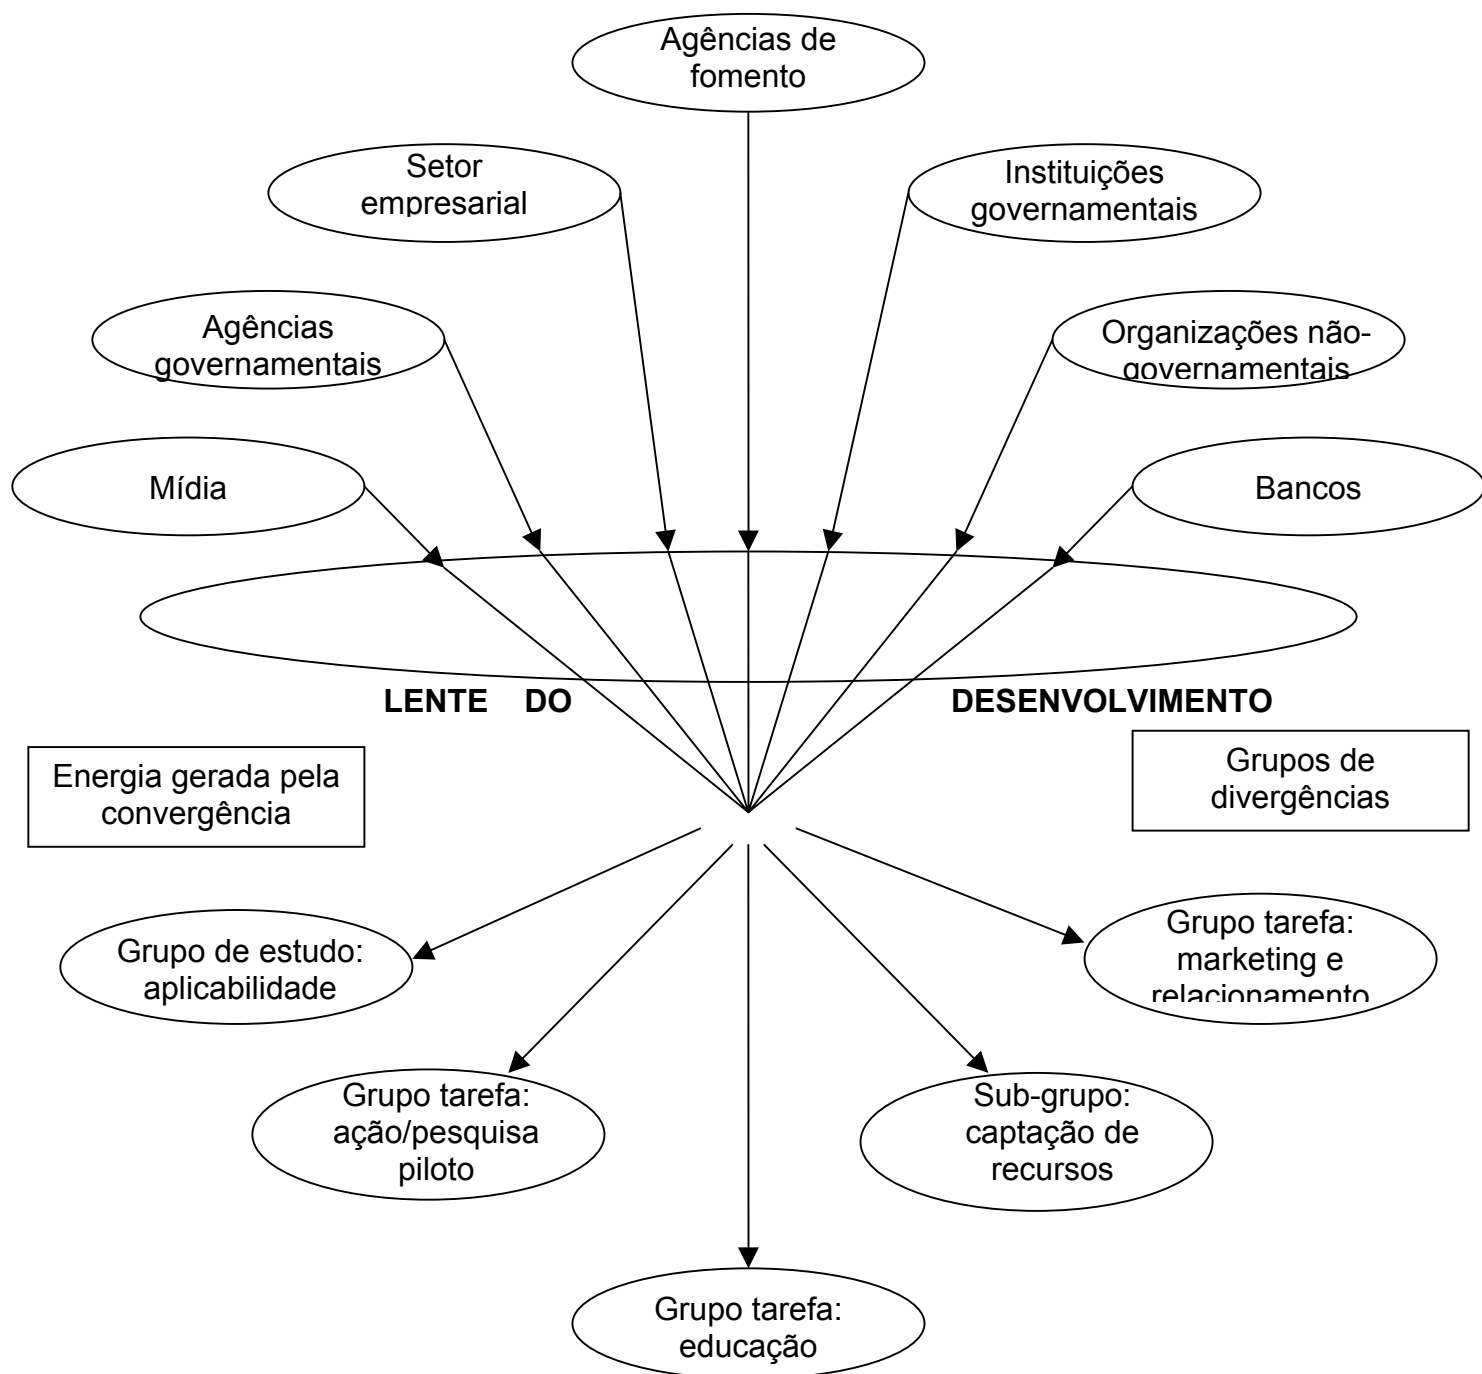 Agências de
fomento
Setor
empresarial
Instituições
governamentais
Agências
governamentais
Organizações não-
governamentais
Mídia
Bancos
LENTE DO DESENVOLVIMENTO
Energia gerada pela
convergência
Grupos de
divergências
Grupo de estudo:
aplicabilidade
Grupo tarefa:
marketing e
relacionamento
Grupo tarefa:
ação/pesquisa
piloto
Sub-grupo:
captação de
recursos
Grupo tarefa:
educação